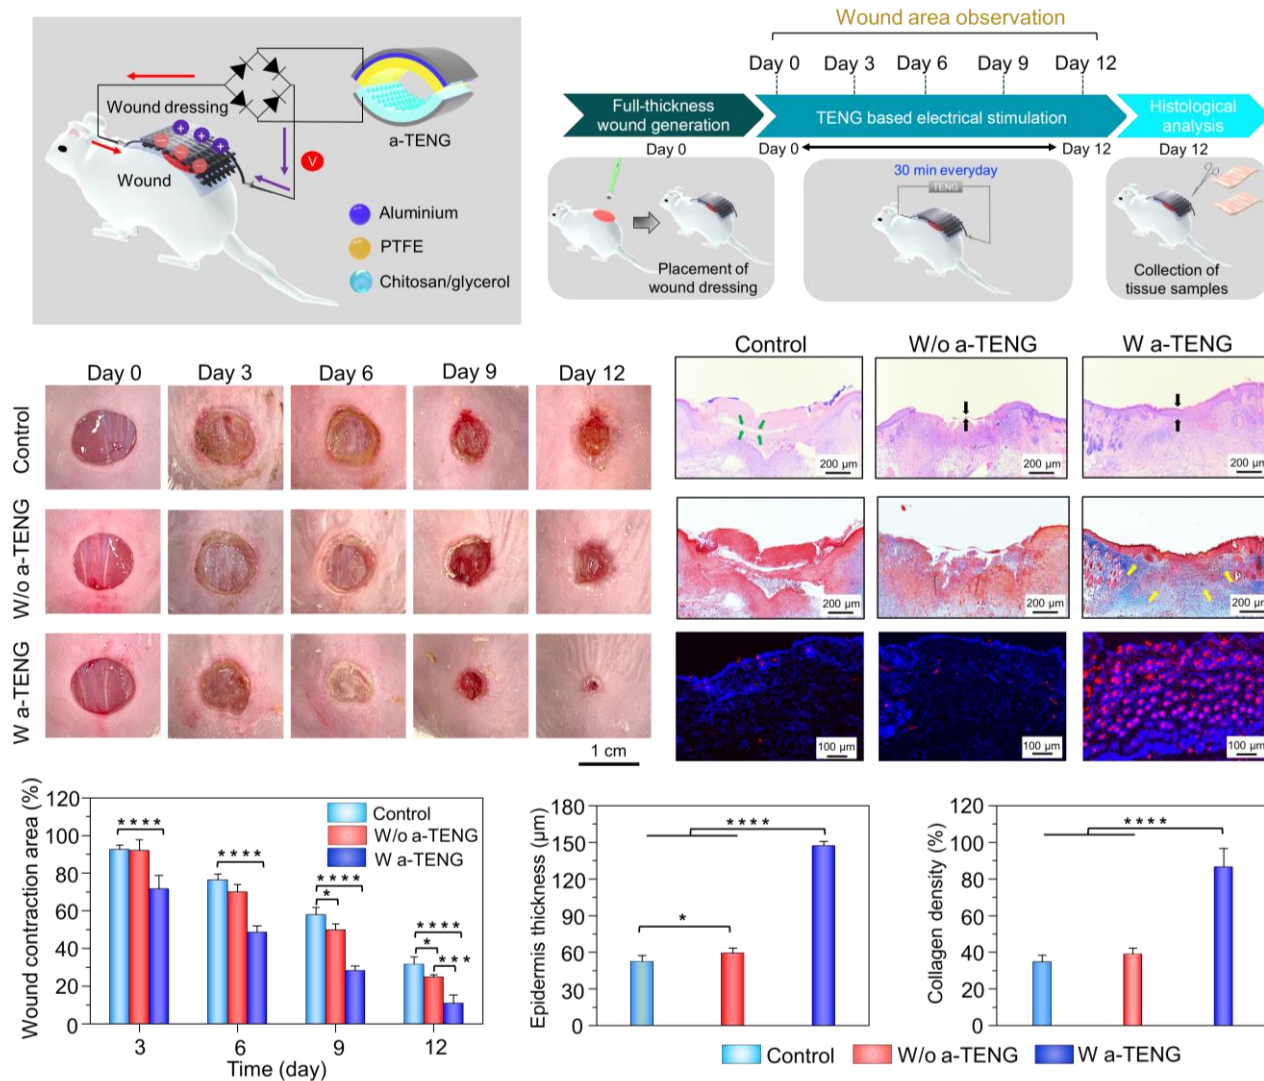 Wound dressing
Wound
a-TENG
V
Aluminium
PTFE
Chitosan/glycerol
Wound area observation
Day 0 Day 3 Day 6 Day 9 Day 12
Full-thickness
wound generation
TENG based electrical stimulation
Histological
analysis
Day 0
Day 0
Day 12
Day 12
Placement of
wound dressing
30 min everyday
TENG
Collection of
tissue samples
Day 0 Day 3 Day 6 Day 9 Day 12
Control
W/o a-TENG
W a-TENG
1 cm
Control W/o a-TENG W a-TENG
200 μm 200 μm 200 μm
200 μm 200 μm 200 μm
100 μm 100 μm 100 μm
Wound contraction area (%)
120
100
80
60
40
20
0
3 6 9 12
Time (day)
Control
W/o a-TENG
W a-TENG
****
****
****
*
****
*
***
Epidermis thickness (μm)
180
150
120
90
60
30
0
****
*
Collagen density (%)
120
100
80
60
40
20
0
****
Control W/o a-TENG W a-TENG